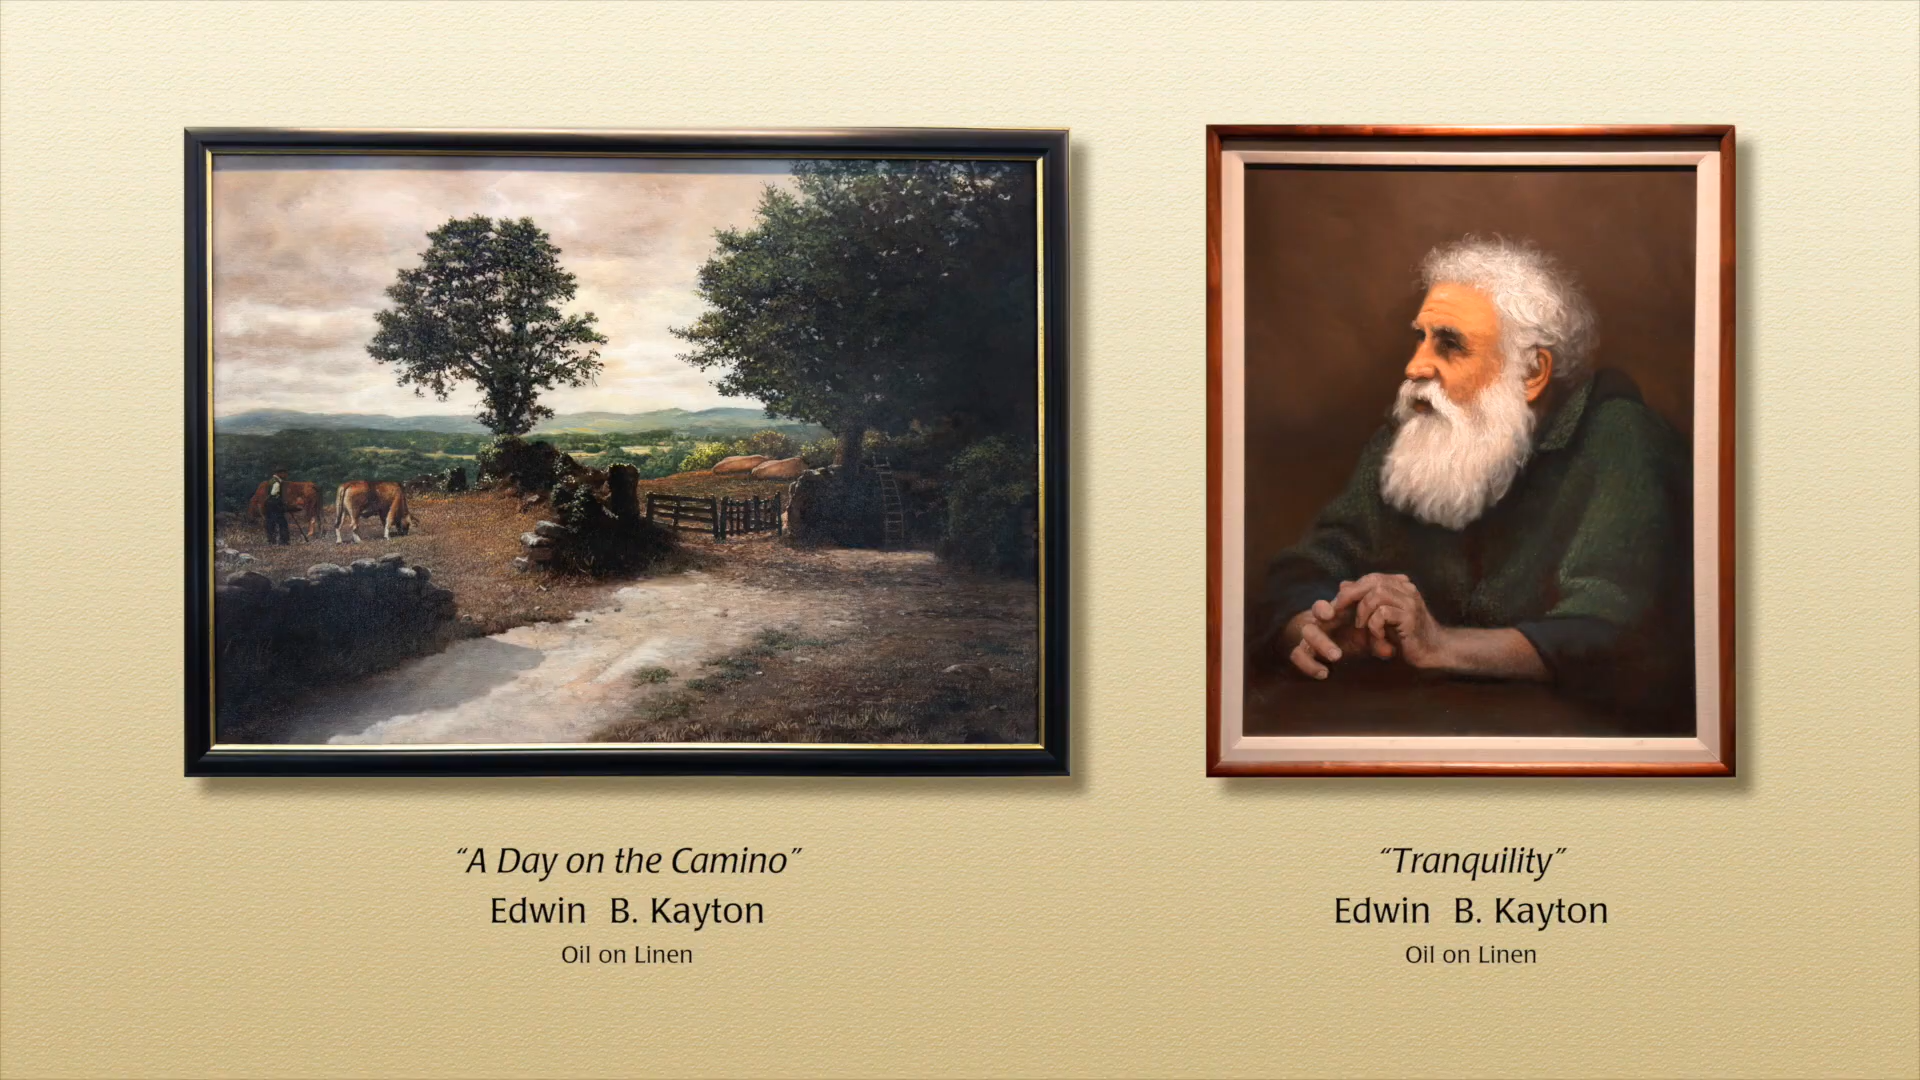 “A Day on the Camino”
Edwin B. Kayton
Oil on Linen
“Tranquility”
Edwin B. Kayton
Oil on Linen